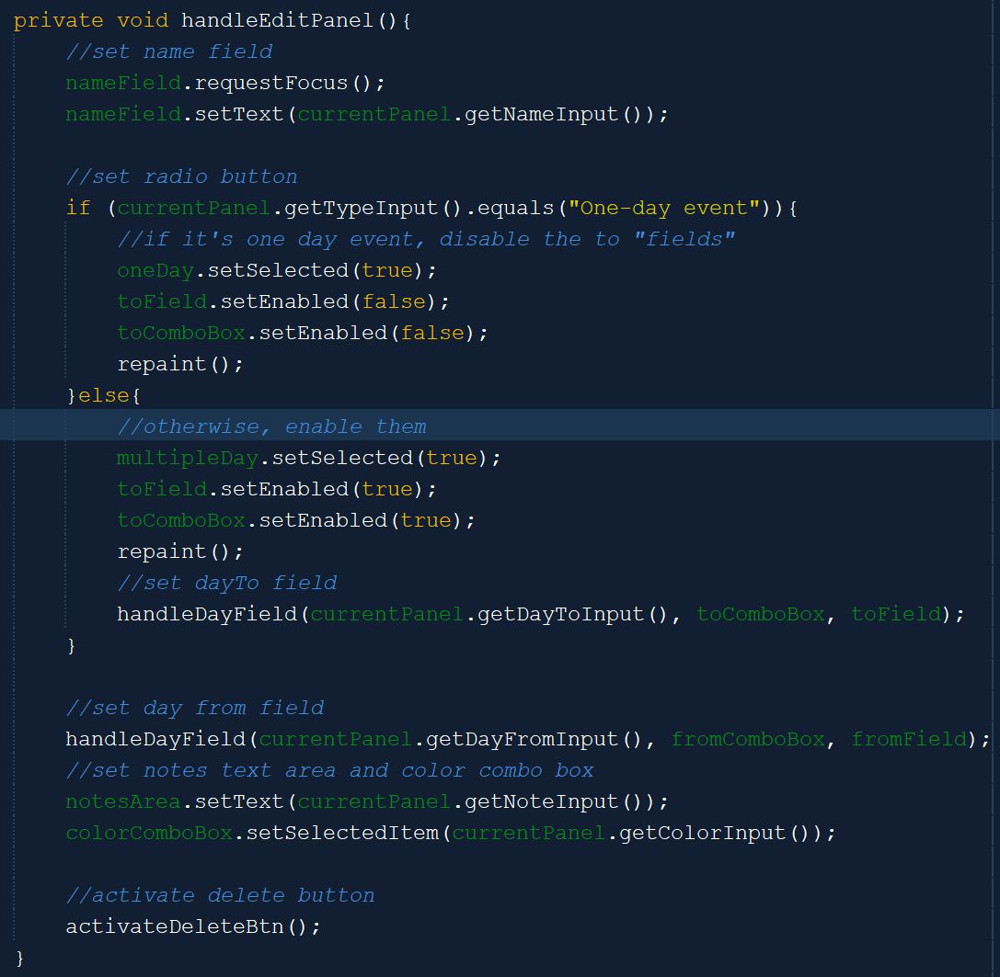 private void handleEditPanel(){
    //set name field
    nameField.requestFocus();
    nameField.setText(currentPanel.getNameInput());

    //set radio button
    if (currentPanel.getTypeInput().equals("One-day event")){
        //if it's one day event, disable the to "fields"
        oneDay.setSelected(true);
        toField.setEnabled(false);
        toComboBox.setEnabled(false);
        repaint();
    }else{
        //otherwise, enable them
        multipleDay.setSelected(true);
        toField.setEnabled(true);
        toComboBox.setEnabled(true);
        repaint();
        //set dayTo field
        handleDayField(currentPanel.getDayToInput(), toComboBox, toField);
    }

    //set day from field
    handleDayField(currentPanel.getDayFromInput(), fromComboBox, fromField);
    //set notes text area and color combo box
    notesArea.setText(currentPanel.getNoteInput());
    colorComboBox.setSelectedItem(currentPanel.getColorInput());

    //activate delete button
    activateDeleteBtn();
}